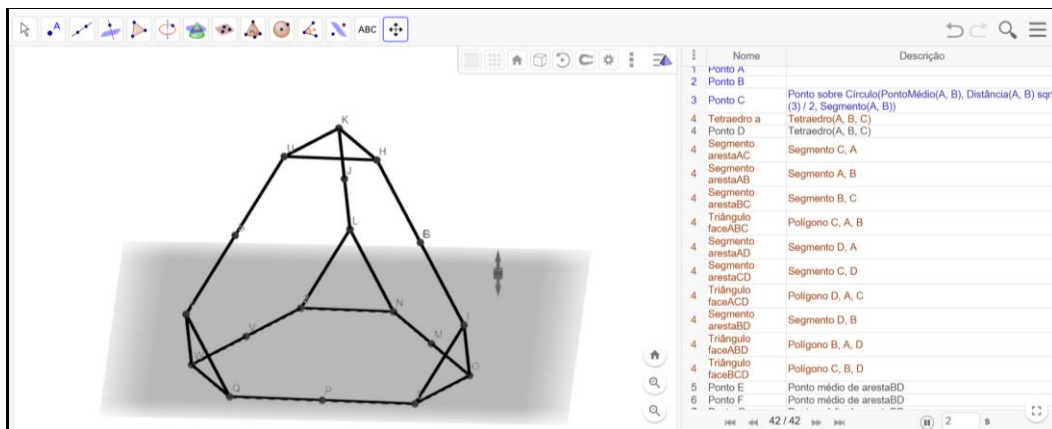 ABC
Nome Descrição
1 Ponto A
2 Ponto B
3 Ponto C Ponto sobre Círculo(PontoMédio(A, B), Distância(A, B) sqr
(3) / 2, Segmento(A, B))
4 Tetraedro a Tetraedro(A, B, C)
4 Ponto D Tetraedro(A, B, C)
4 Segmento
arestaAC Segmento C, A
4 Segmento
arestaAB Segmento A, B
4 Segmento
arestaBC Segmento B, C
4 Triângulo
faceABC Polígono C, A, B
4 Segmento
arestaAD Segmento D, A
4 Segmento
arestaCD Segmento C, D
4 Triângulo
faceACD Polígono D, A, C
4 Segmento
arestaBD Segmento D, B
4 Triângulo
faceABD Polígono B, A, D
4 Triângulo
faceBCD Polígono C, B, D
5 Ponto E Ponto médio de arestaBD
6 Ponto F Ponto médio de arestaBD
42 / 42 2 s
K
U H
J
L
N
V M
W O
Q P
I